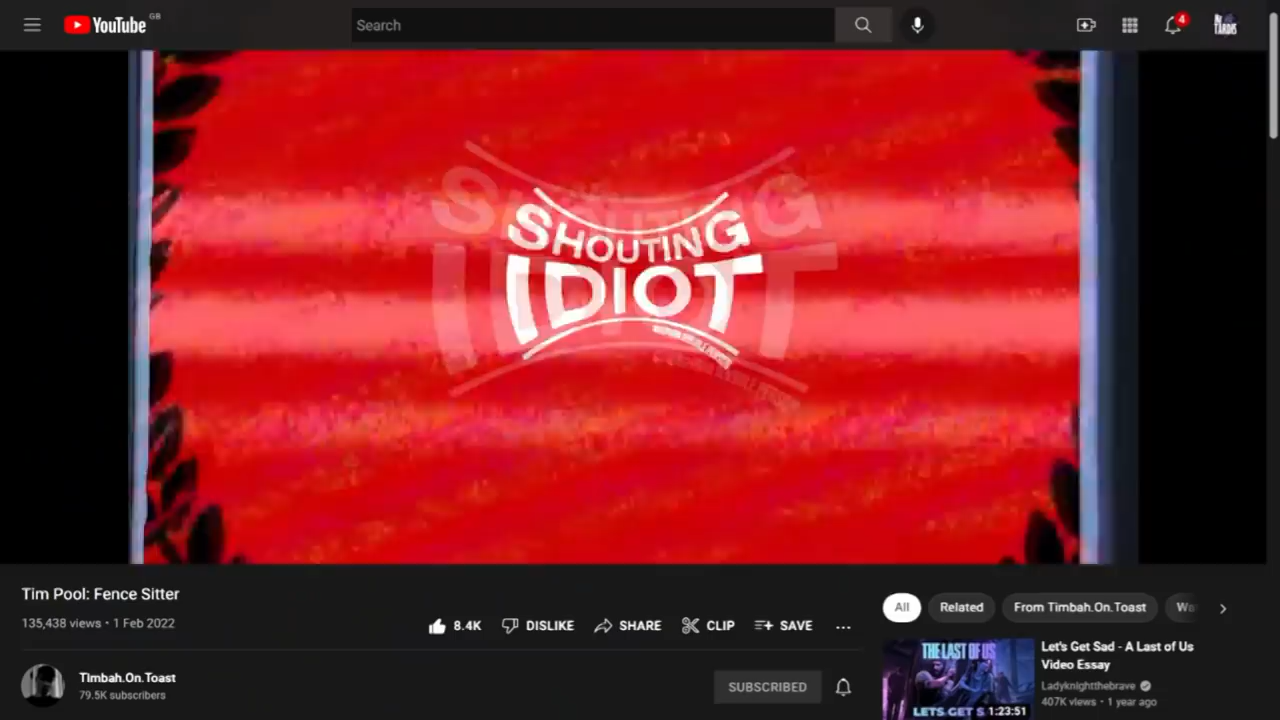 YouTube GB
Search
4
SHOUTING
IDIOT
Tim Pool: Fence Sitter
135,438 views • 1 Feb 2022
8.4K
DISLIKE
SHARE
CLIP
SAVE
...
All
Related
From Timbah.On.Toast
Timbah.On.Toast
79.5K subscribers
SUBSCRIBED
THE LAST OF US
LETS GET S
1:23:51
Let's Get Sad - A Last of Us
Video Essay
Ladyknightthebrave
407K views • 1 year ago